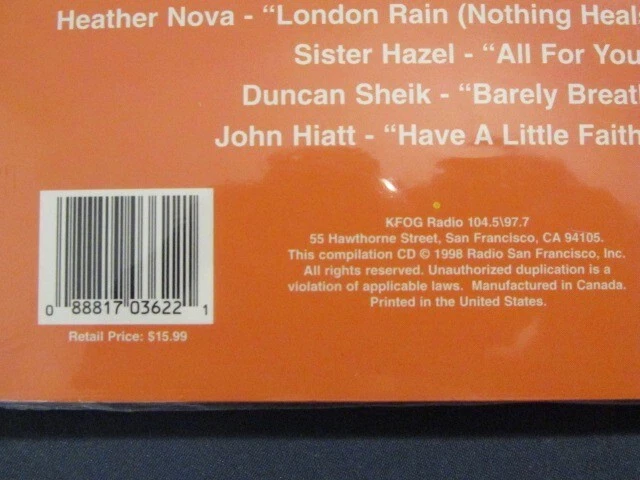 Heather Nova - “London Rain (Nothing Heals
Sister Hazel - “All For You
Duncan Sheik - “Barely Breat
John Hiatt - “Have A Little Faith
0 88817 03622 1
Retail Price: $15.99
KFOG Radio 104.5\97.7
55 Hawthorne Street, San Francisco, CA 94105.
This compilation CD © 1998 Radio San Francisco, Inc.
All rights reserved. Unauthorized duplication is a
violation of applicable laws. Manufactured in Canada.
Printed in the United States.